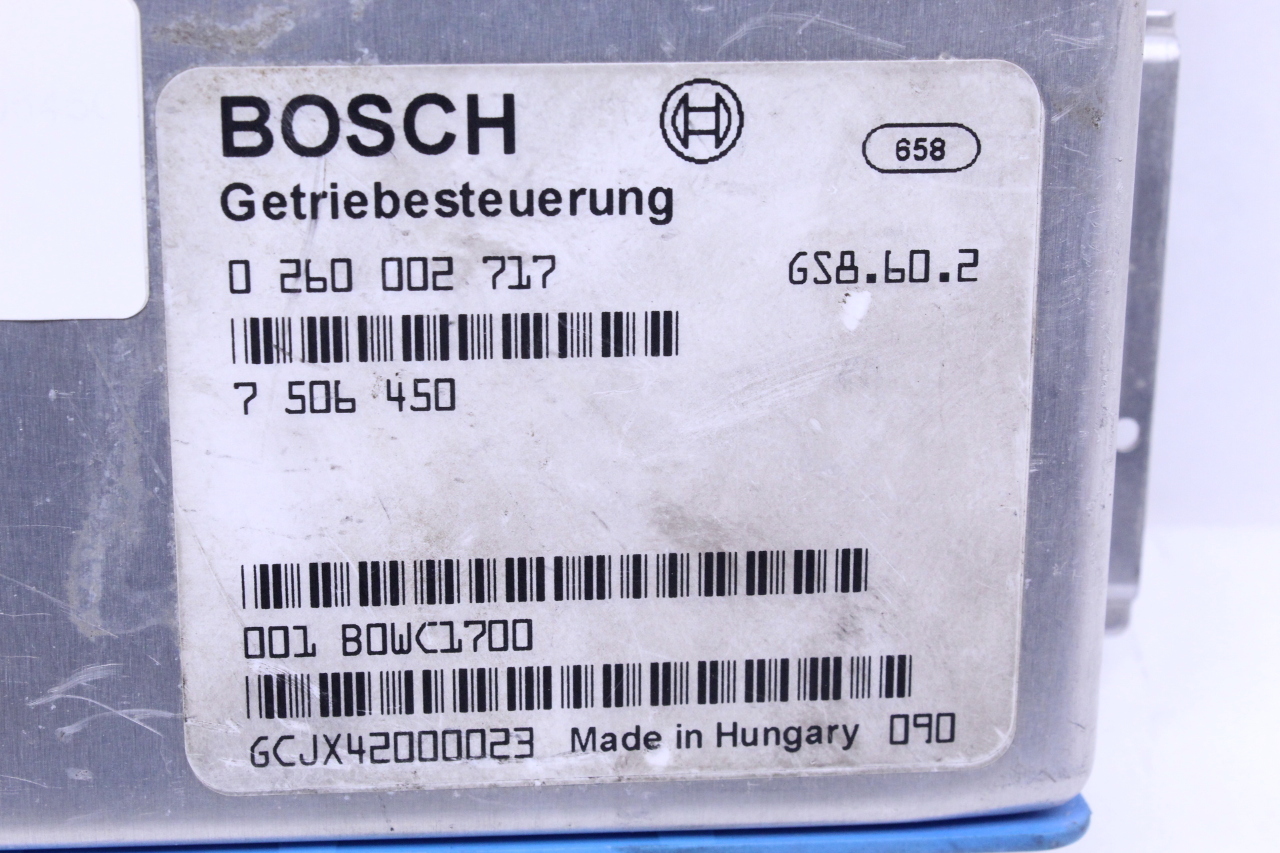 BOSCH
658
Getriebesteuerung
0 260 002 717 GS8.60.2
7 506 450
001 BOWC1700
GCJX42000023 Made in Hungary 090